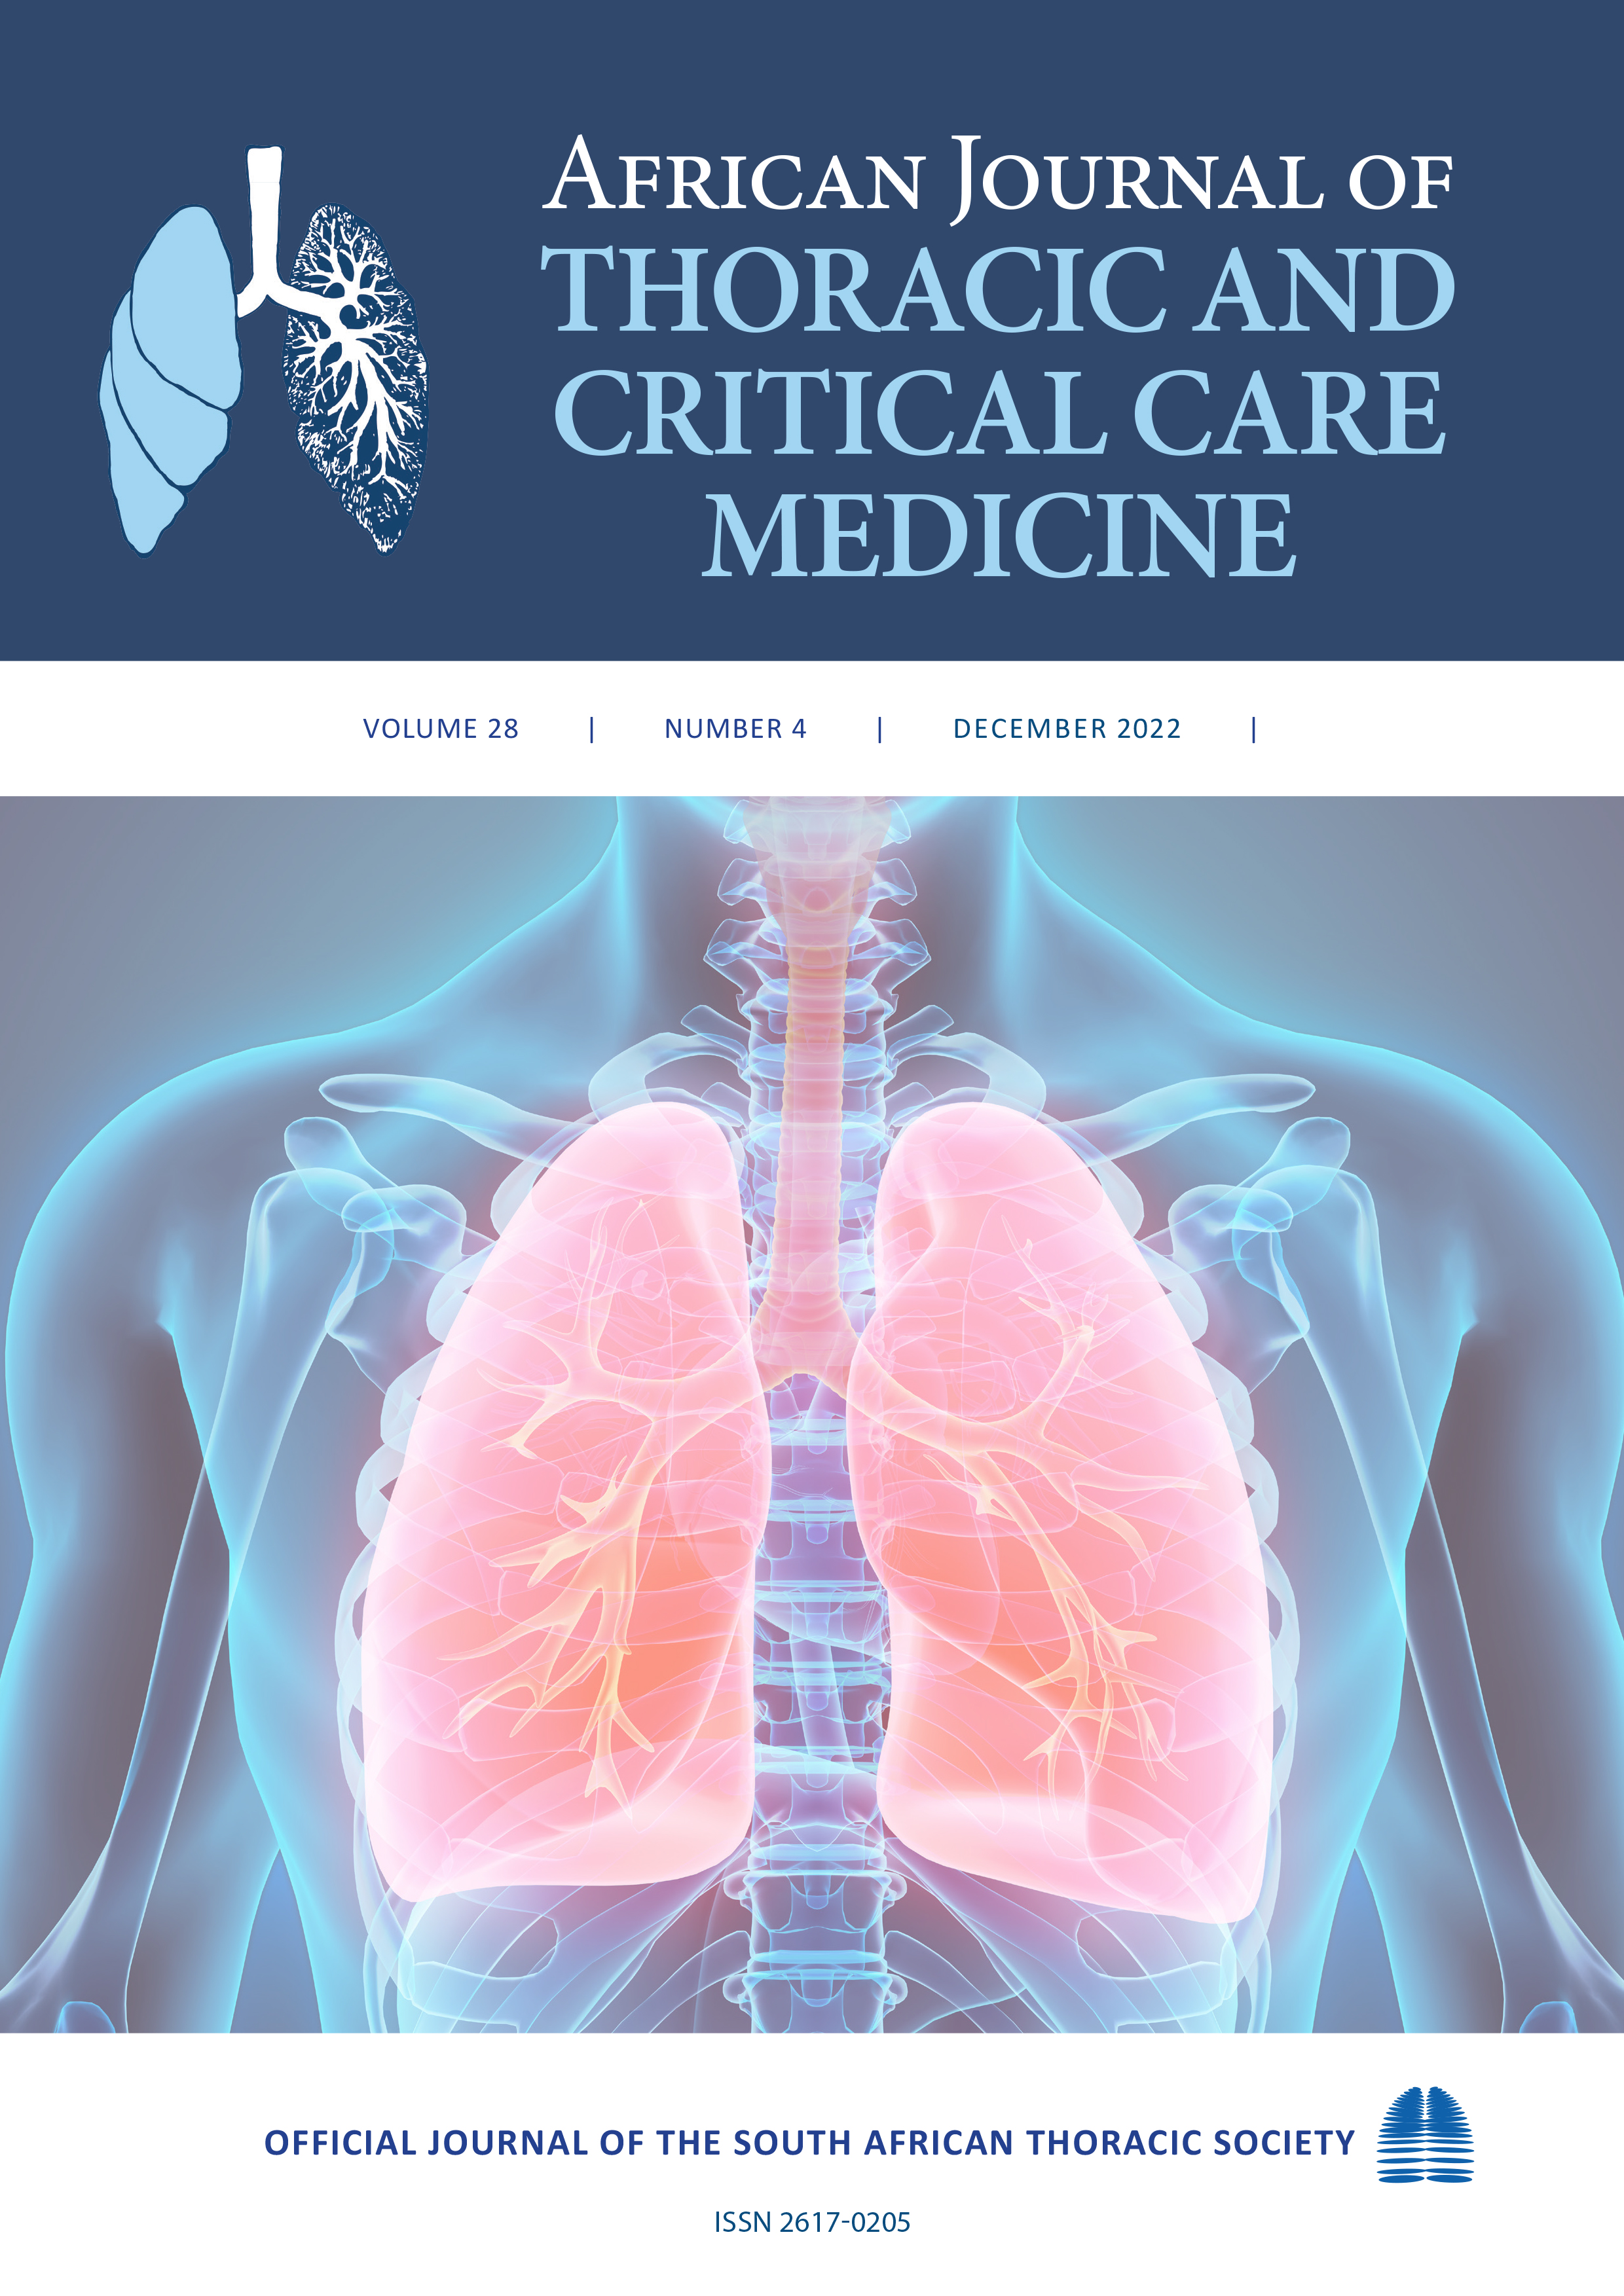 African Journal of
THORACIC AND
CRITICAL CARE
MEDICINE
VOLUME 28 | NUMBER 4 | DECEMBER 2022 |
OFFICIAL JOURNAL OF THE SOUTH AFRICAN THORACIC SOCIETY
ISSN 2617-0205